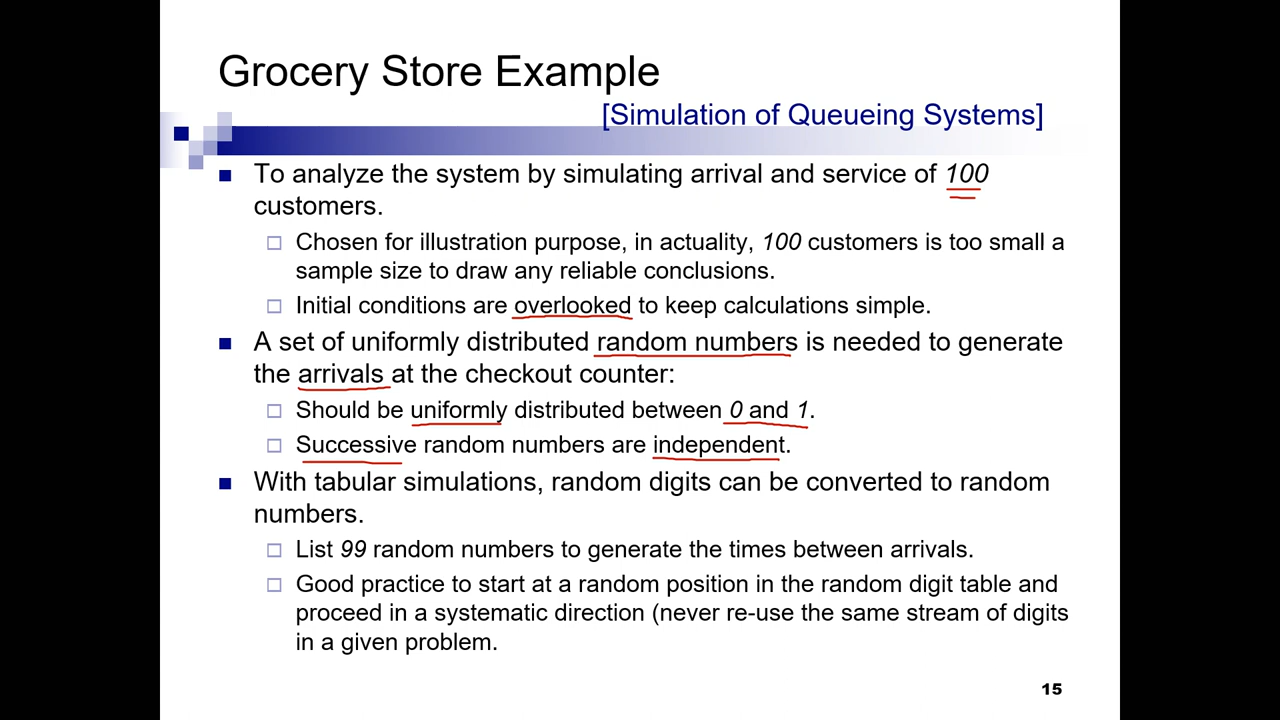 Grocery Store Example
[Simulation of Queueing Systems]
To analyze the system by simulating arrival and service of 100
customers.
Chosen for illustration purpose, in actuality, 100 customers is too small a
sample size to draw any reliable conclusions.
Initial conditions are overlooked to keep calculations simple.
A set of uniformly distributed random numbers is needed to generate
the arrivals at the checkout counter:
Should be uniformly distributed between 0 and 1.
Successive random numbers are independent.
With tabular simulations, random digits can be converted to random
numbers.
List 99 random numbers to generate the times between arrivals.
Good practice to start at a random position in the random digit table and
proceed in a systematic direction (never re-use the same stream of digits
in a given problem.
15